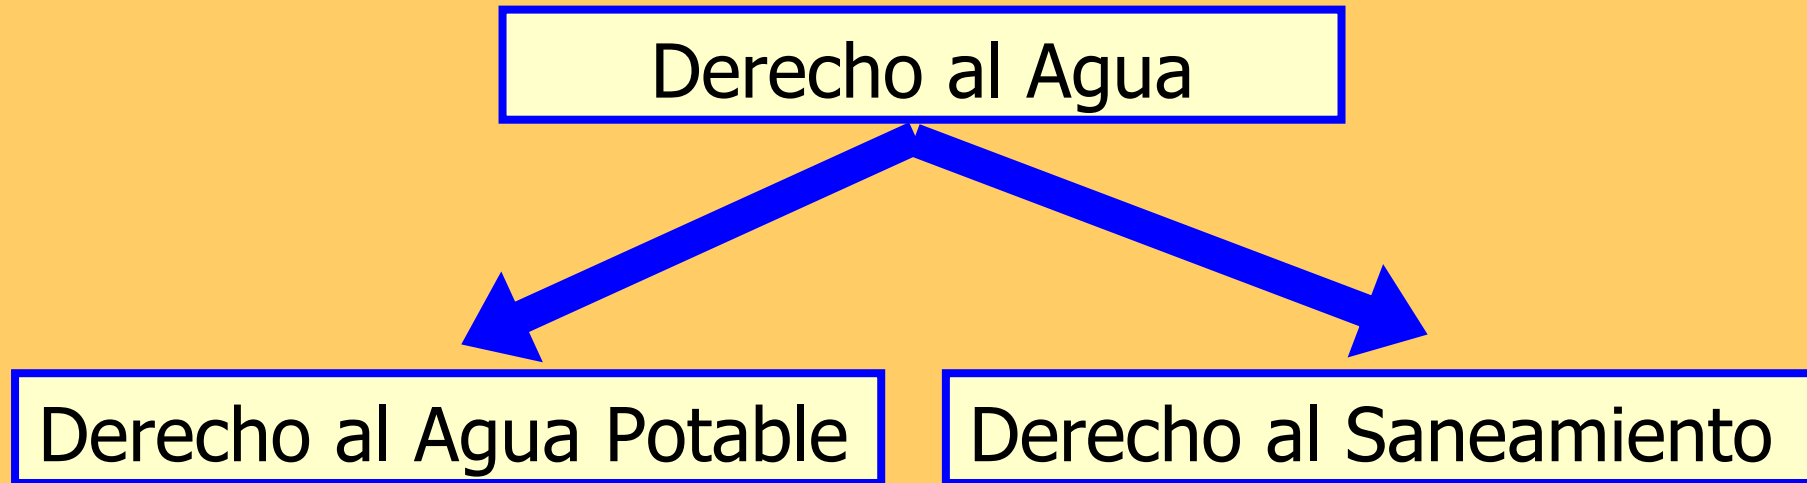 Derecho al Agua
Derecho al Agua Potable
Derecho al Saneamiento